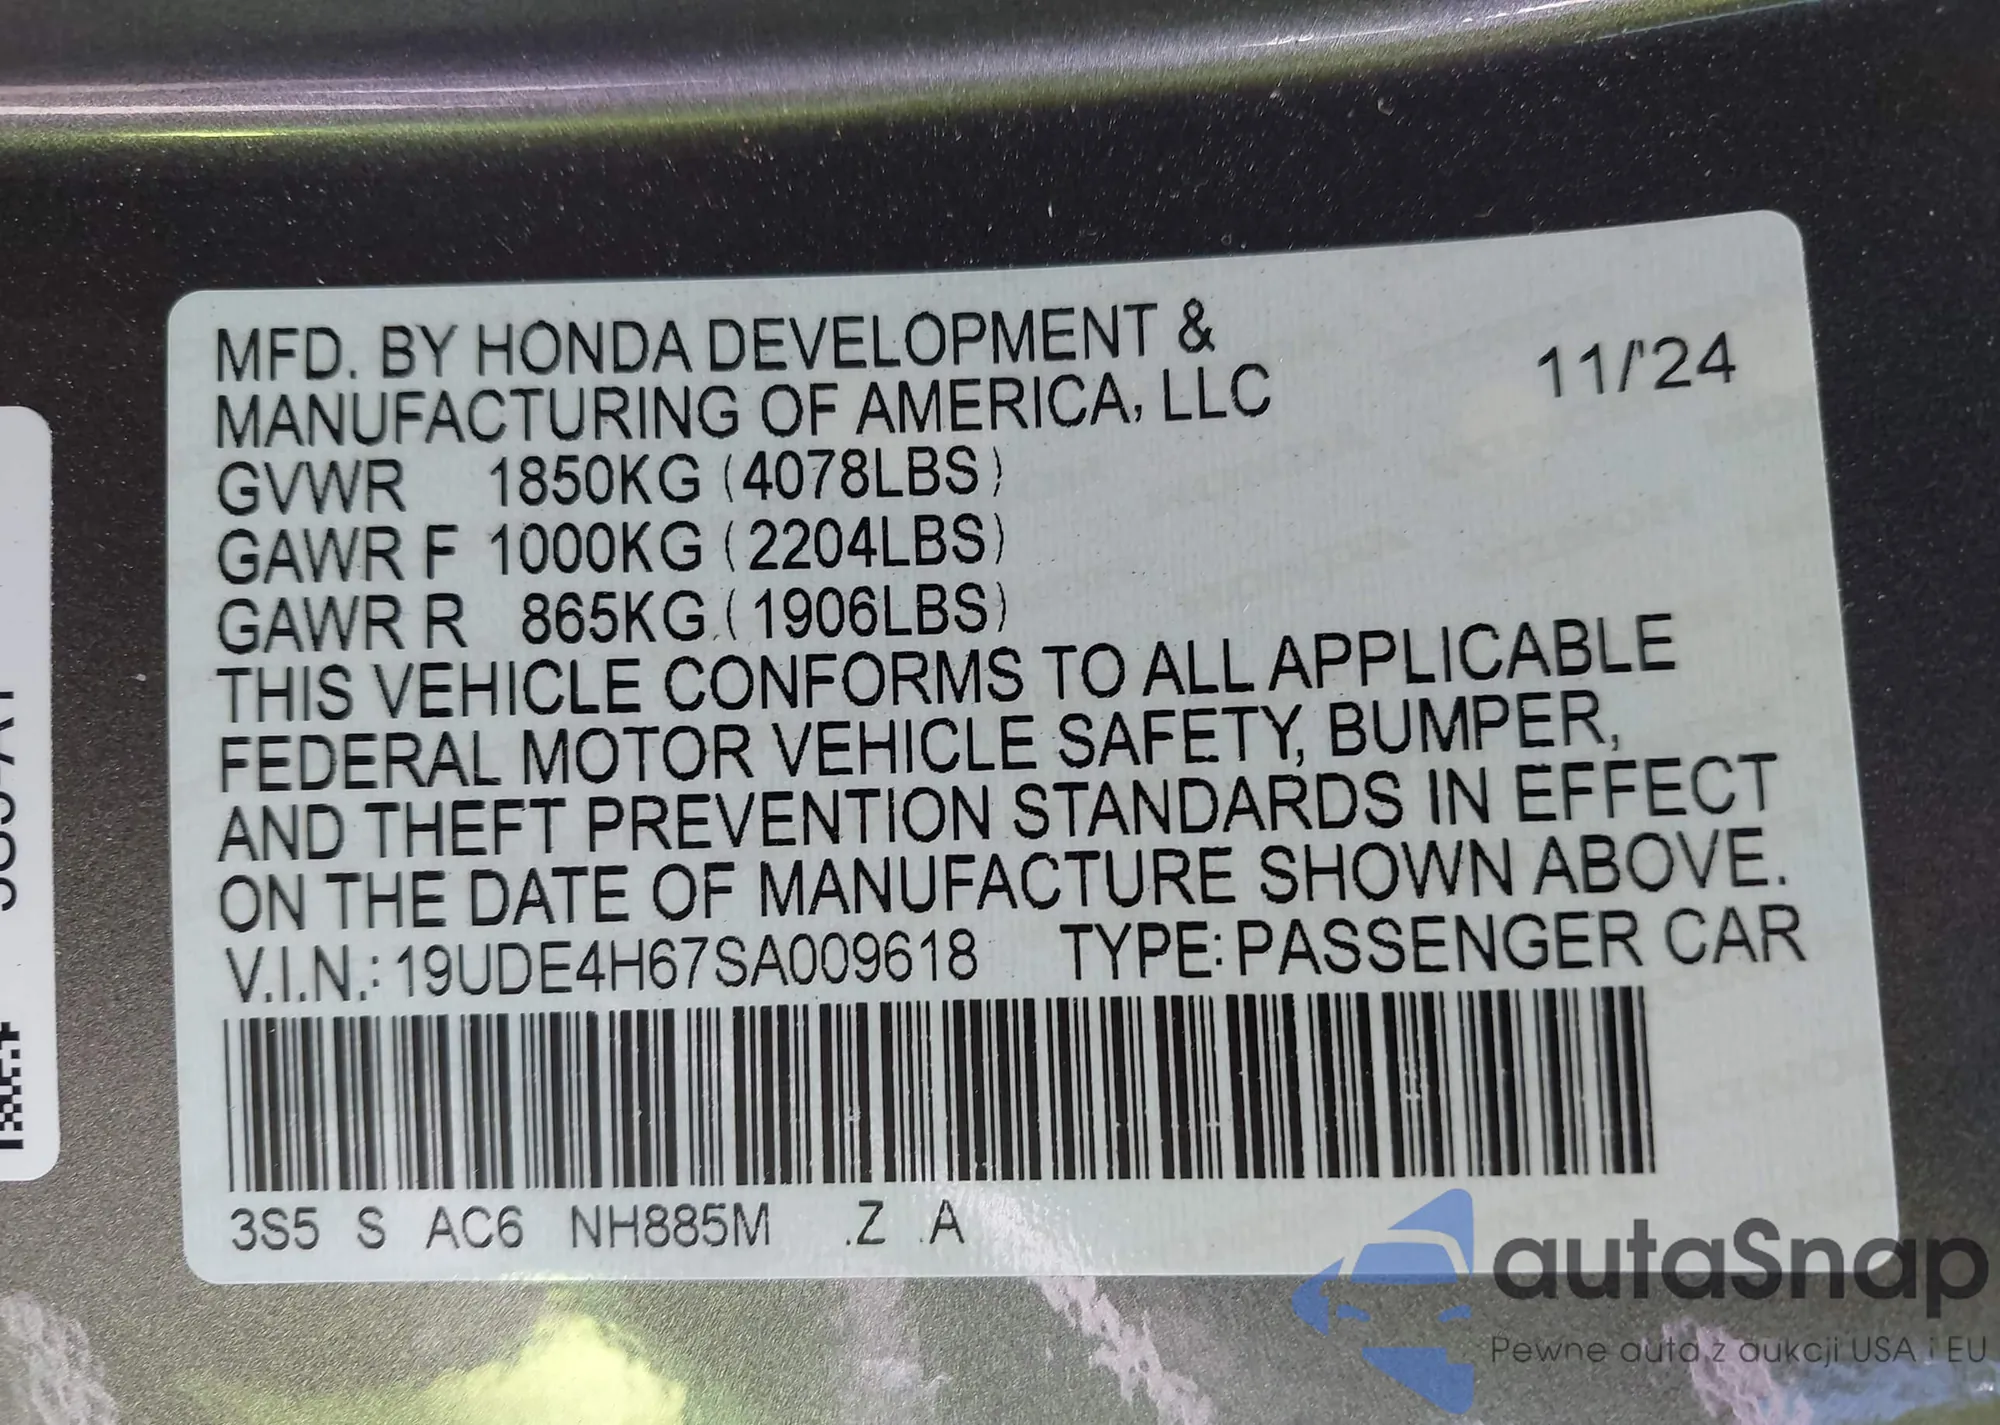 MFD. BY HONDA DEVELOPMENT &
MANUFACTURING OF AMERICA, LLC
11/'24
GVWR 1850KG (4078LBS)
GAWR F 1000KG (2204LBS)
GAWR R 865KG (1906LBS)
THIS VEHICLE CONFORMS TO ALL APPLICABLE
FEDERAL MOTOR VEHICLE SAFETY, BUMPER,
AND THEFT PREVENTION STANDARDS IN EFFECT
ON THE DATE OF MANUFACTURE SHOWN ABOVE.
V.I.N.: 19UDE4H67SA009618 TYPE: PASSENGER CAR
3S5 S AC6 NH885M .Z .A
autaSnap
Pewne auta z aukcji USA i EU